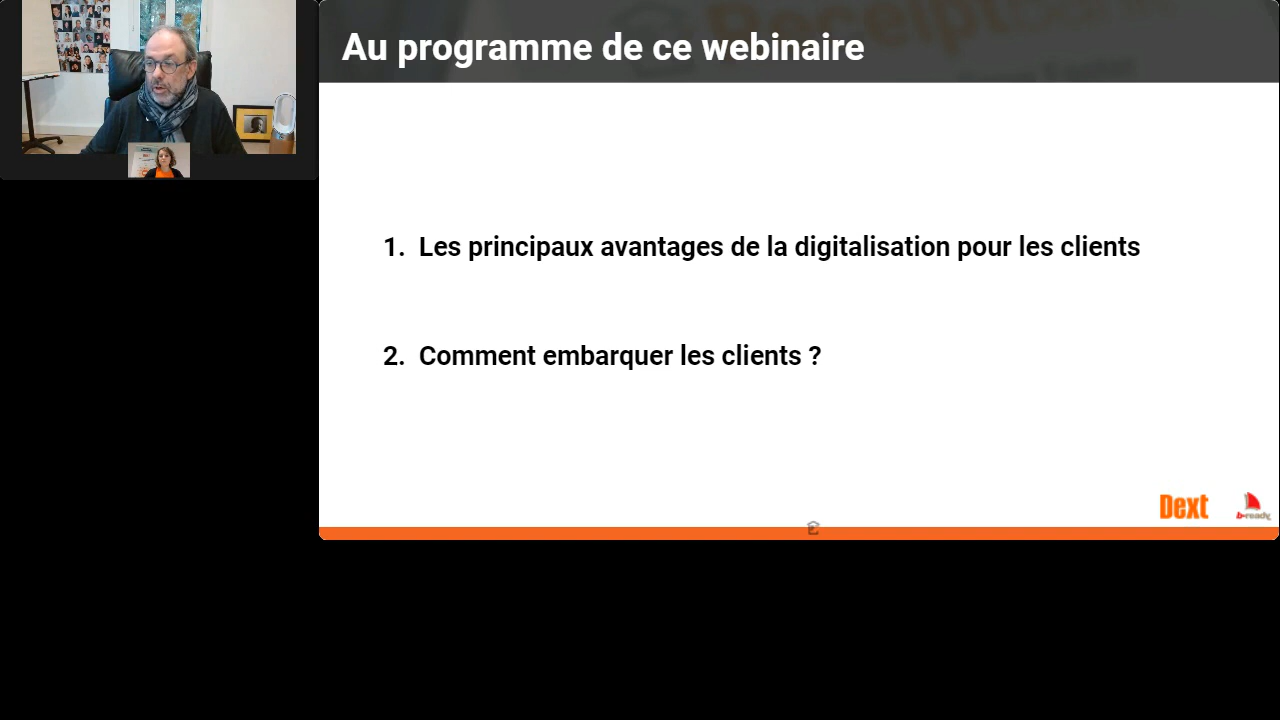 Au programme de ce webinaire
1. Les principaux avantages de la digitalisation pour les clients
2. Comment embarquer les clients ?
Dext
b-ready